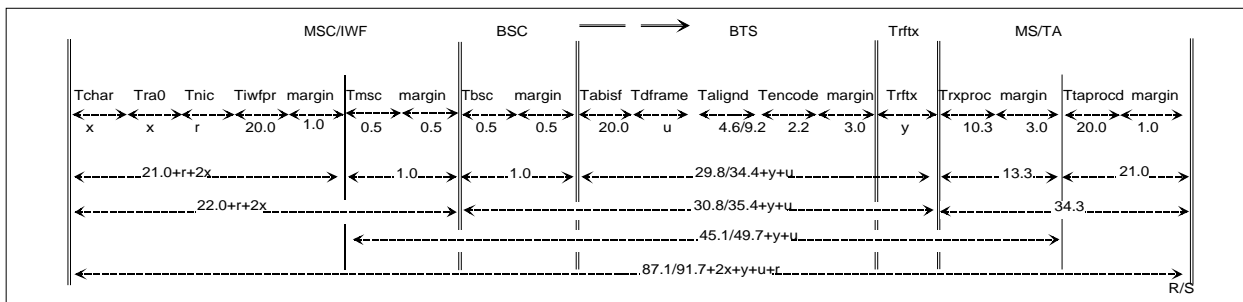 MSC/IWF BSC BTS Trftx MS/TA
Tchar Tra0 Tnic Tiwfpr margin Tmsc margin Tbsc margin Tabisf Tdframe Talignd Tencode margin Trftx Trxproc margin Ttaprocd margin
x x r 20.0 1.0 0.5 0.5 0.5 0.5 20.0 u 4.6/9.2 2.2 3.0 y 10.3 3.0 20.0 1.0
21.0+r+2x 1.0 1.0 29.8/34.4+y+u 13.3 21.0
22.0+r+2x 30.8/35.4+y+u 34.3
45.1/49.7+y+u
87.1/91.7+2x+y+u+r
R/S